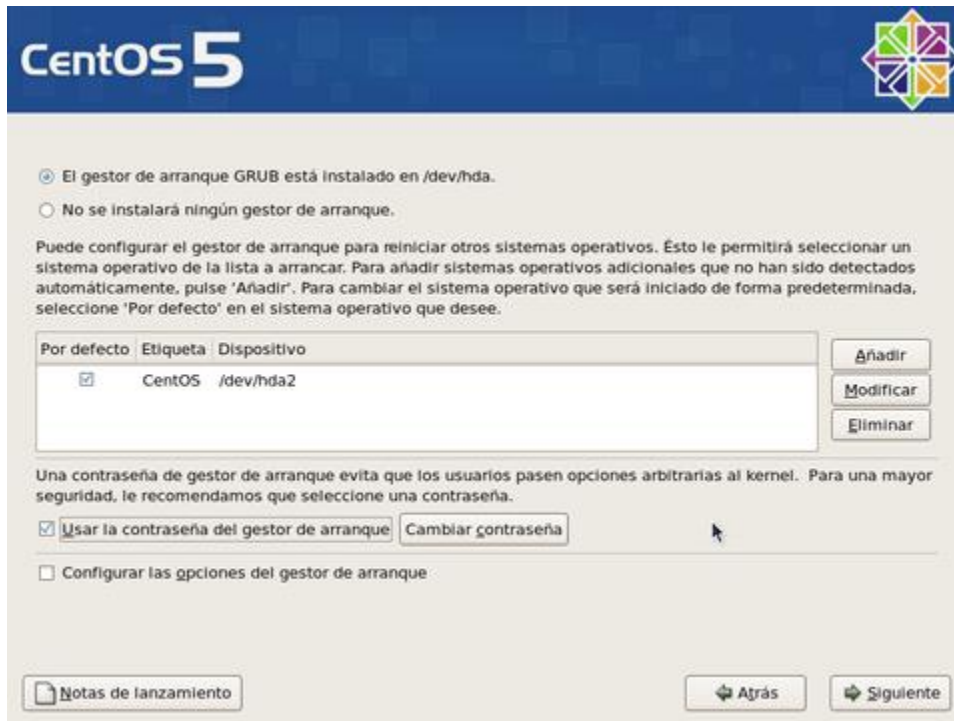 CentOS 5
El gestor de arranque GRUB está instalado en /dev/hda.
No se instalará ningún gestor de arranque.
Puede configurar el gestor de arranque para reiniciar otros sistemas operativos. Ésto le permitirá seleccionar un
sistema operativo de la lista a arrancar. Para añadir sistemas operativos adicionales que no han sido detectados
automáticamente, pulse 'Añadir'. Para cambiar el sistema operativo que será iniciado de forma predeterminada,
seleccione 'Por defecto' en el sistema operativo que desee.
Por defecto Etiqueta Dispositivo
CentOS /dev/hda2
Añadir
Modificar
Eliminar
Una contraseña de gestor de arranque evita que los usuarios pasen opciones arbitrarias al kernel. Para una mayor
seguridad, le recomendamos que seleccione una contraseña.
Usar la contraseña del gestor de arranque Cambiar contraseña
Configurar las opciones del gestor de arranque
Notas de lanzamiento Atrás Siguiente